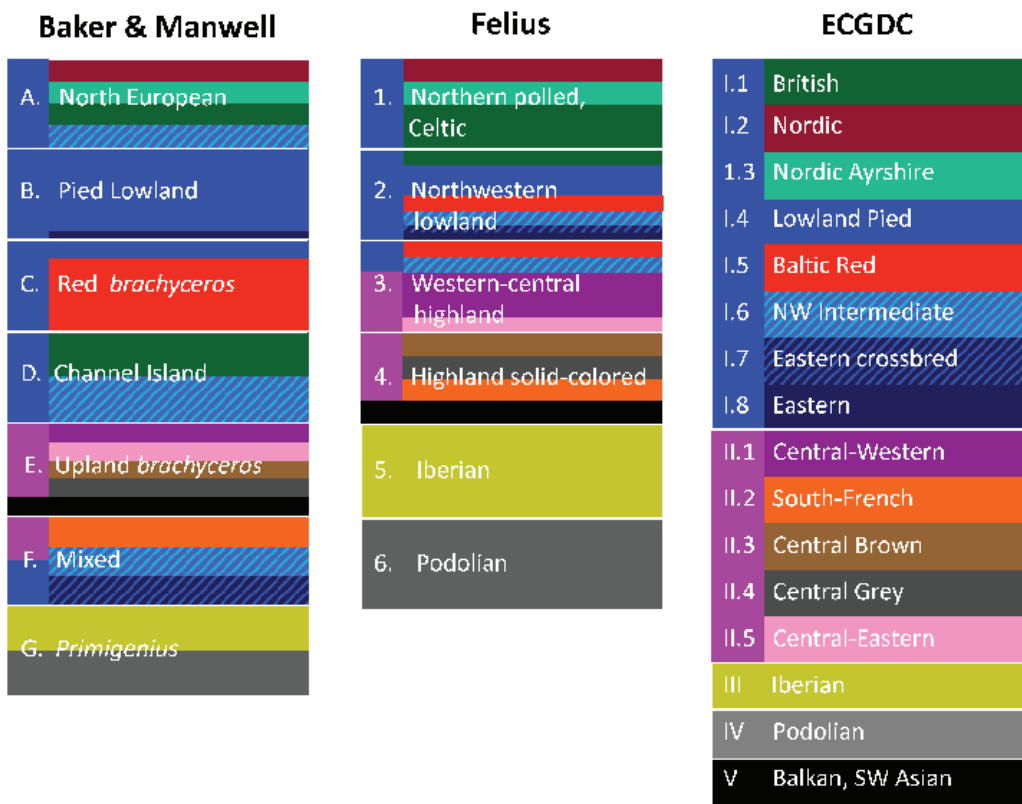 Baker & Manwell
A. North European
B. Pied Lowland
C. Red brachyceros
D. Channel Island
E. Upland brachyceros
F. Mixed
G. Primigenius
Felius
1. Northern polled,
Celtic
2. Northwestern
lowland
3. Western-central
highland
4. Highland solid-colored
5. Iberian
6. Podolian
ECGDC
I.1 British
I.2 Nordic
1.3 Nordic Ayrshire
I.4 Lowland Pied
I.5 Baltic Red
I.6 NW Intermediate
I.7 Eastern crossbred
I.8 Eastern
II.1 Central-Western
II.2 South-French
II.3 Central Brown
II.4 Central Grey
II.5 Central-Eastern
III Iberian
IV Podolian
V Balkan, SW Asian